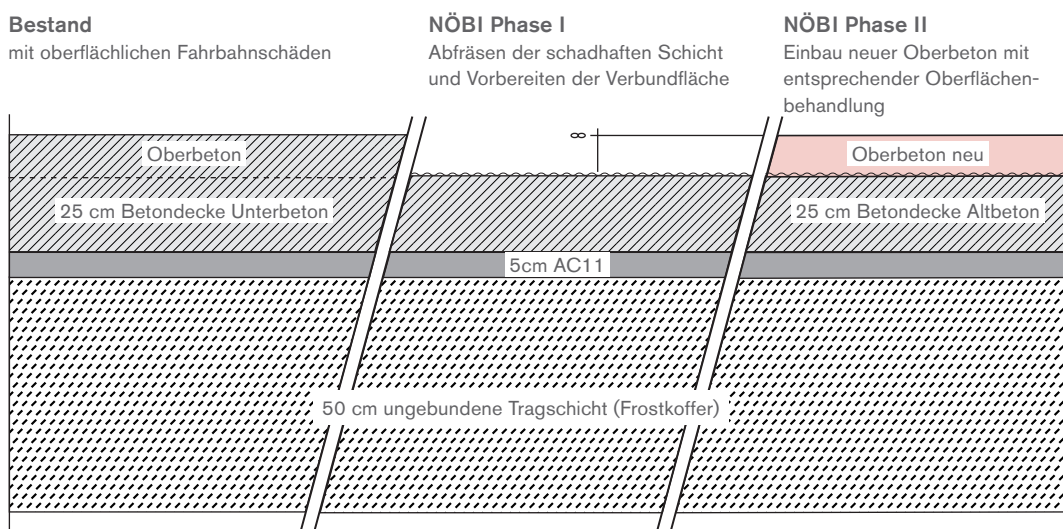 Bestand
mit oberflächlichen Fahrbahnschäden
NÖBI Phase I
Abfräsen der schadhaften Schicht
und Vorbereiten der Verbundfläche
NÖBI Phase II
Einbau neuer Oberbeton mit
entsprechender Oberflächen-
behandlung
Oberbeton
8
Oberbeton neu
25 cm Betondecke Unterbeton
25 cm Betondecke Altbeton
5cm AC11
50 cm ungebundene Tragschicht (Frostkoffer)